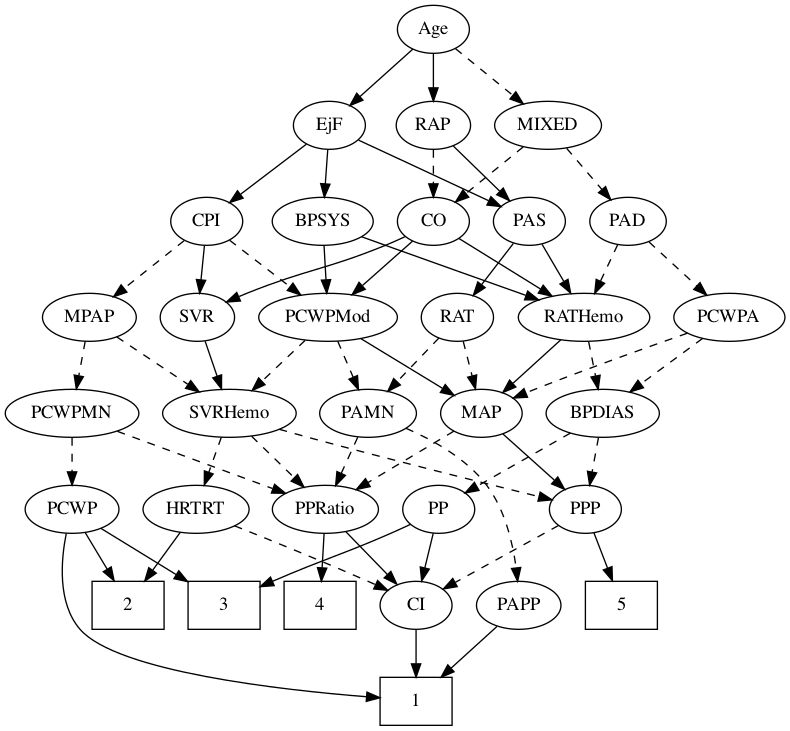 Age
EjF
RAP
MIXED
CPI
BPSYS
CO
PAS
PAD
MPAP
SVR
PCWPMod
RAT
RATHemo
PCWPA
PCWPMN
SVRHemo
PAMN
MAP
BPDIAS
PCWP
HRTRT
PPRatio
PP
PPP
2
3
4
CI
PAPP
5
1